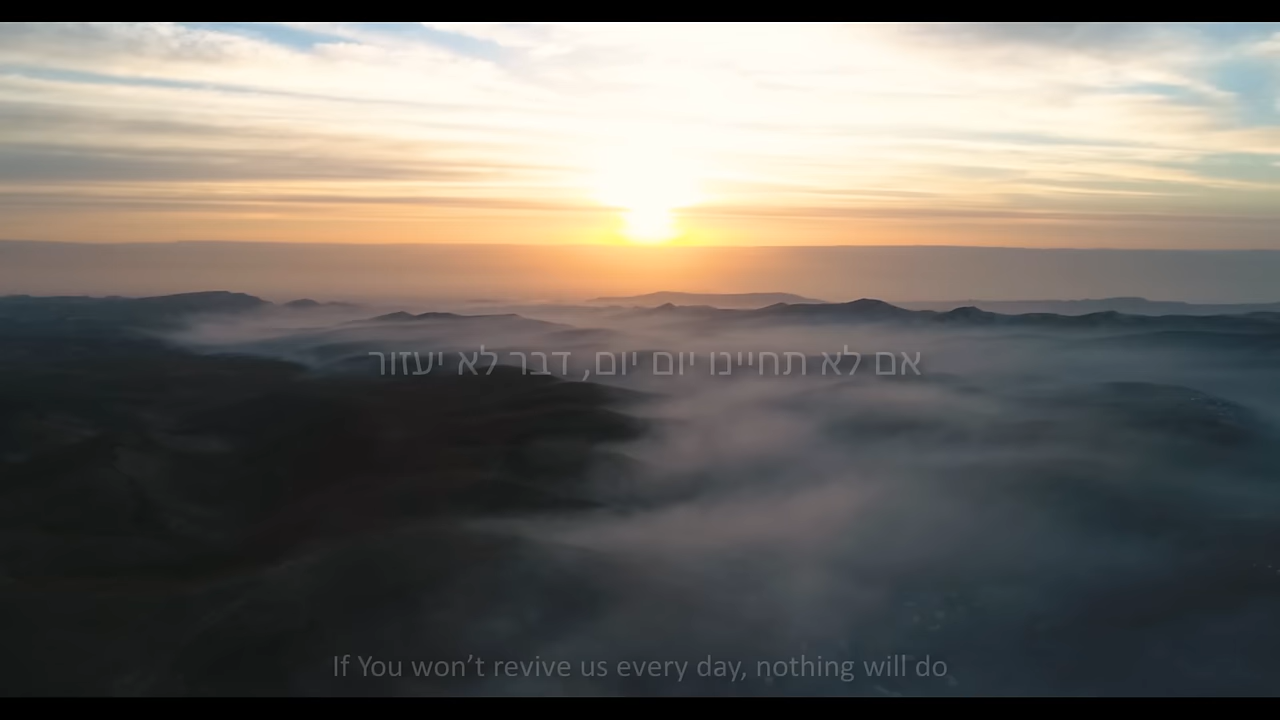 אם לא תחיינו יום יום, דבר לא יעזור
If You won’t revive us every day, nothing will do